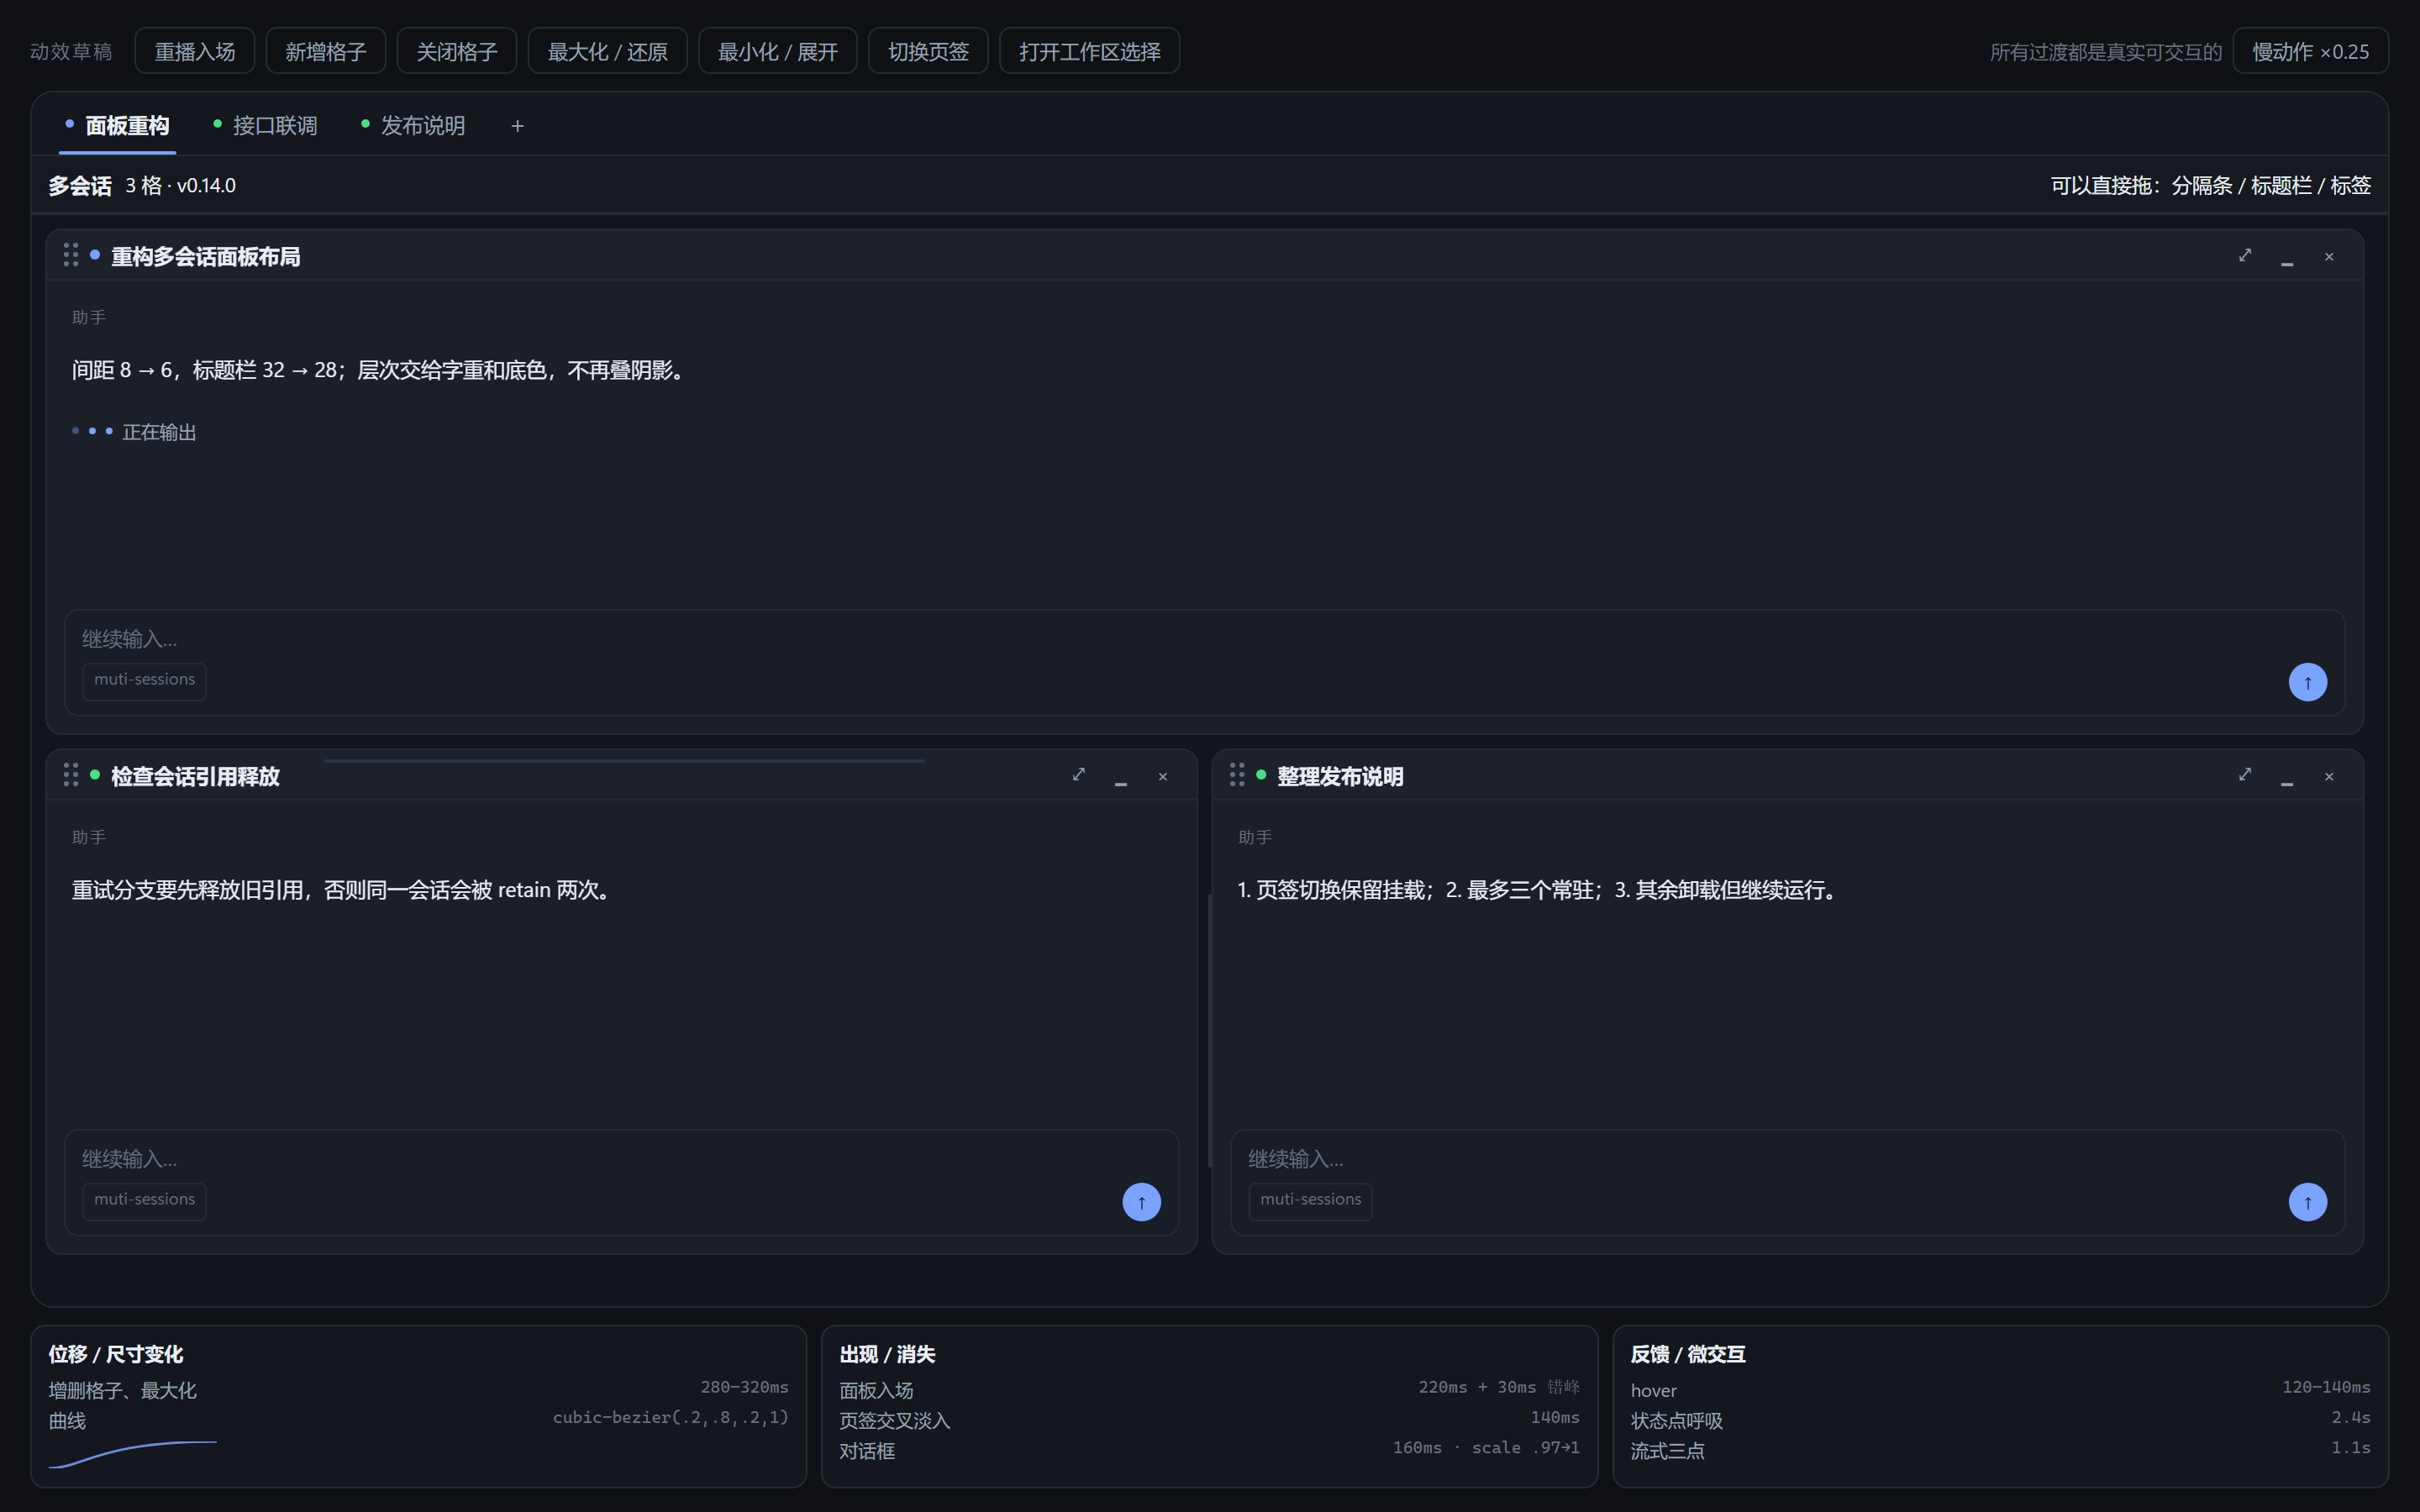 动效草稿 重播入场 新增格子 关闭格子 最大化 / 还原 最小化 / 展开 切换页签 打开工作区选择 所有过渡都是真实可交互的 慢动作 ×0.25
面板重构 接口联调 发布说明 +
多会话 3 格 · v0.14.0 可以直接拖：分隔条 / 标题栏 / 标签
重构多会话面板布局
助手
间距 8 → 6，标题栏 32 → 28；层次交给字重和底色，不再叠阴影。
正在输出
继续输入...
muti-sessions
↑
检查会话引用释放
助手
重试分支要先释放旧引用，否则同一会话会被 retain 两次。
继续输入...
muti-sessions
↑
整理发布说明
助手
1. 页签切换保留挂载；2. 最多三个常驻；3. 其余卸载但继续运行。
继续输入...
muti-sessions
↑
位移 / 尺寸变化
增删格子、最大化 280–320ms
曲线 cubic-bezier(.2,.8,.2,1)
出现 / 消失
面板入场 220ms + 30ms 错峰
页签交叉淡入 140ms
对话框 160ms · scale .97→1
反馈 / 微交互
hover 120–140ms
状态点呼吸 2.4s
流式三点 1.1s